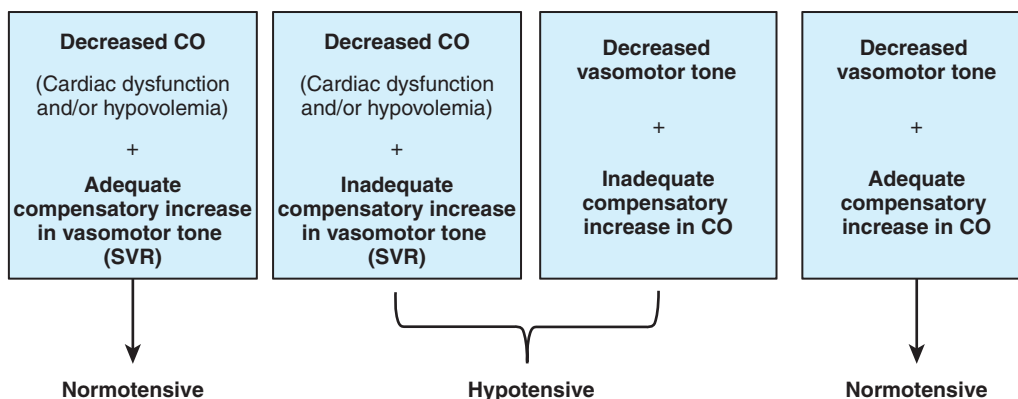 Decreased CO
(Cardiac dysfunction
and/or hypovolemia)
+
Adequate
compensatory increase
in vasomotor tone
(SVR)
Decreased CO
(Cardiac dysfunction
and/or hypovolemia)
+
Inadequate
compensatory increase
in vasomotor tone
(SVR)
Decreased
vasomotor tone
+
Inadequate
compensatory
increase in CO
Decreased
vasomotor tone
+
Adequate
compensatory
increase in CO
Normotensive
Hypotensive
Normotensive